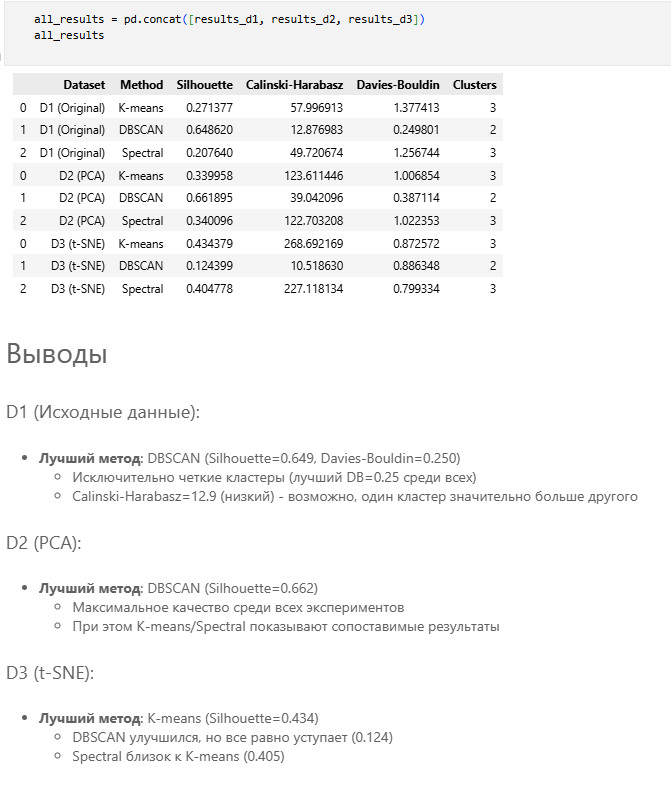 all_results = pd.concat([results_d1, results_d2, results_d3])
all_results
Dataset Method Silhouette Calinski-Harabasz Davies-Bouldin Clusters
0 D1 (Original) K-means 0.271377 57.996913 1.377413 3
1 D1 (Original) DBSCAN 0.648620 12.876983 0.249801 2
2 D1 (Original) Spectral 0.207640 49.720674 1.256744 3
0 D2 (PCA) K-means 0.339958 123.611446 1.006854 3
1 D2 (PCA) DBSCAN 0.661895 39.042096 0.387114 2
2 D2 (PCA) Spectral 0.340096 122.703208 1.022353 3
0 D3 (t-SNE) K-means 0.434379 268.692169 0.872572 3
1 D3 (t-SNE) DBSCAN 0.124399 10.518630 0.886348 2
2 D3 (t-SNE) Spectral 0.404778 227.118134 0.799334 3
Выводы
D1 (Исходные данные):
Лучший метод: DBSCAN (Silhouette=0.649, Davies-Bouldin=0.250)
Исключительно четкие кластеры (лучший DB=0.25 среди всех)
Calinski-Harabasz=12.9 (низкий) - возможно, один кластер значительно больше другого
D2 (PCA):
Лучший метод: DBSCAN (Silhouette=0.662)
Максимальное качество среди всех экспериментов
При этом K-means/Spectral показывают сопоставимые результаты
D3 (t-SNE):
Лучший метод: K-means (Silhouette=0.434)
DBSCAN улучшился, но все равно уступает (0.124)
Spectral близок к K-means (0.405)